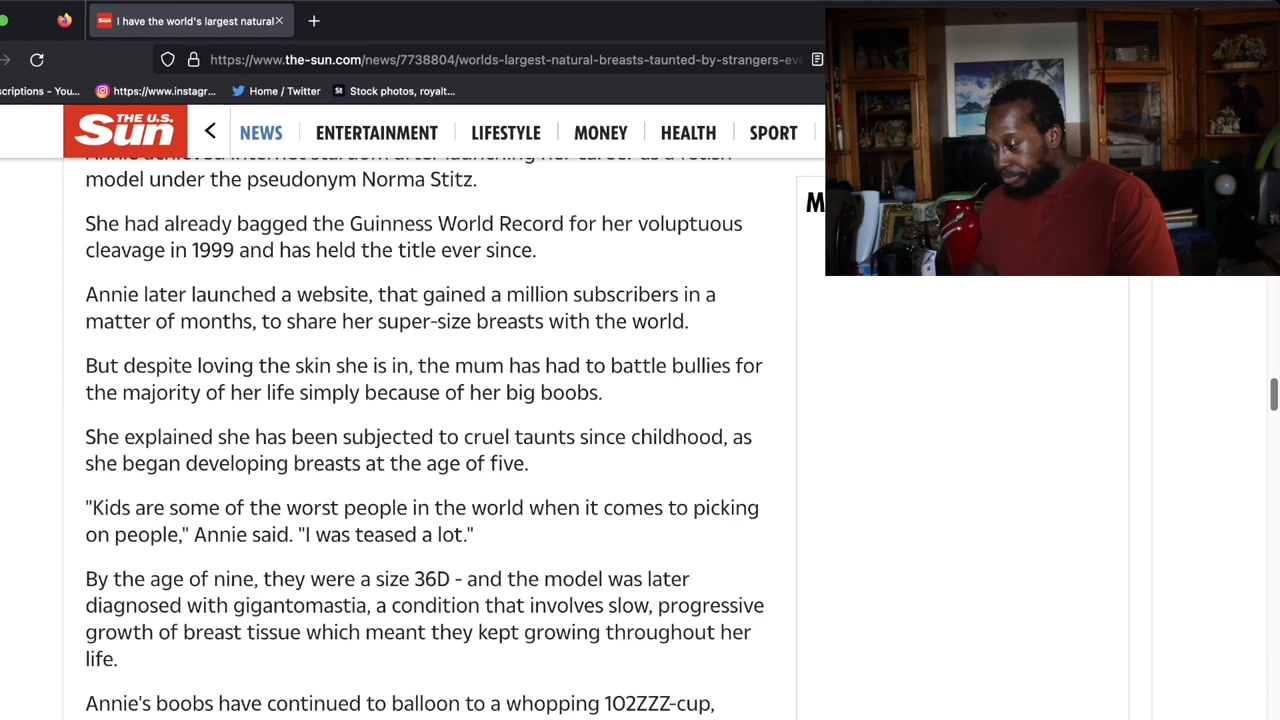 I have the world's largest natural
https://www.the-sun.com/news/7738804/worlds-largest-natural-breasts-taunted-by-strangers-ev
scriptions - You...
https://www.instagr...
Home / Twitter
St
Stock photos, royalt...
THE U.S. Sun
NEWS
ENTERTAINMENT
LIFESTYLE
MONEY
HEALTH
SPORT
Annie achieved internet stardom after launching her career as a fetish
model under the pseudonym Norma Stitz.
She had already bagged the Guinness World Record for her voluptuous
cleavage in 1999 and has held the title ever since.
Annie later launched a website, that gained a million subscribers in a
matter of months, to share her super-size breasts with the world.
But despite loving the skin she is in, the mum has had to battle bullies for
the majority of her life simply because of her big boobs.
She explained she has been subjected to cruel taunts since childhood, as
she began developing breasts at the age of five.
"Kids are some of the worst people in the world when it comes to picking
on people," Annie said. "I was teased a lot."
By the age of nine, they were a size 36D - and the model was later
diagnosed with gigantomastia, a condition that involves slow, progressive
growth of breast tissue which meant they kept growing throughout her
life.
Annie's boobs have continued to balloon to a whopping 102ZZZ-cup,
M